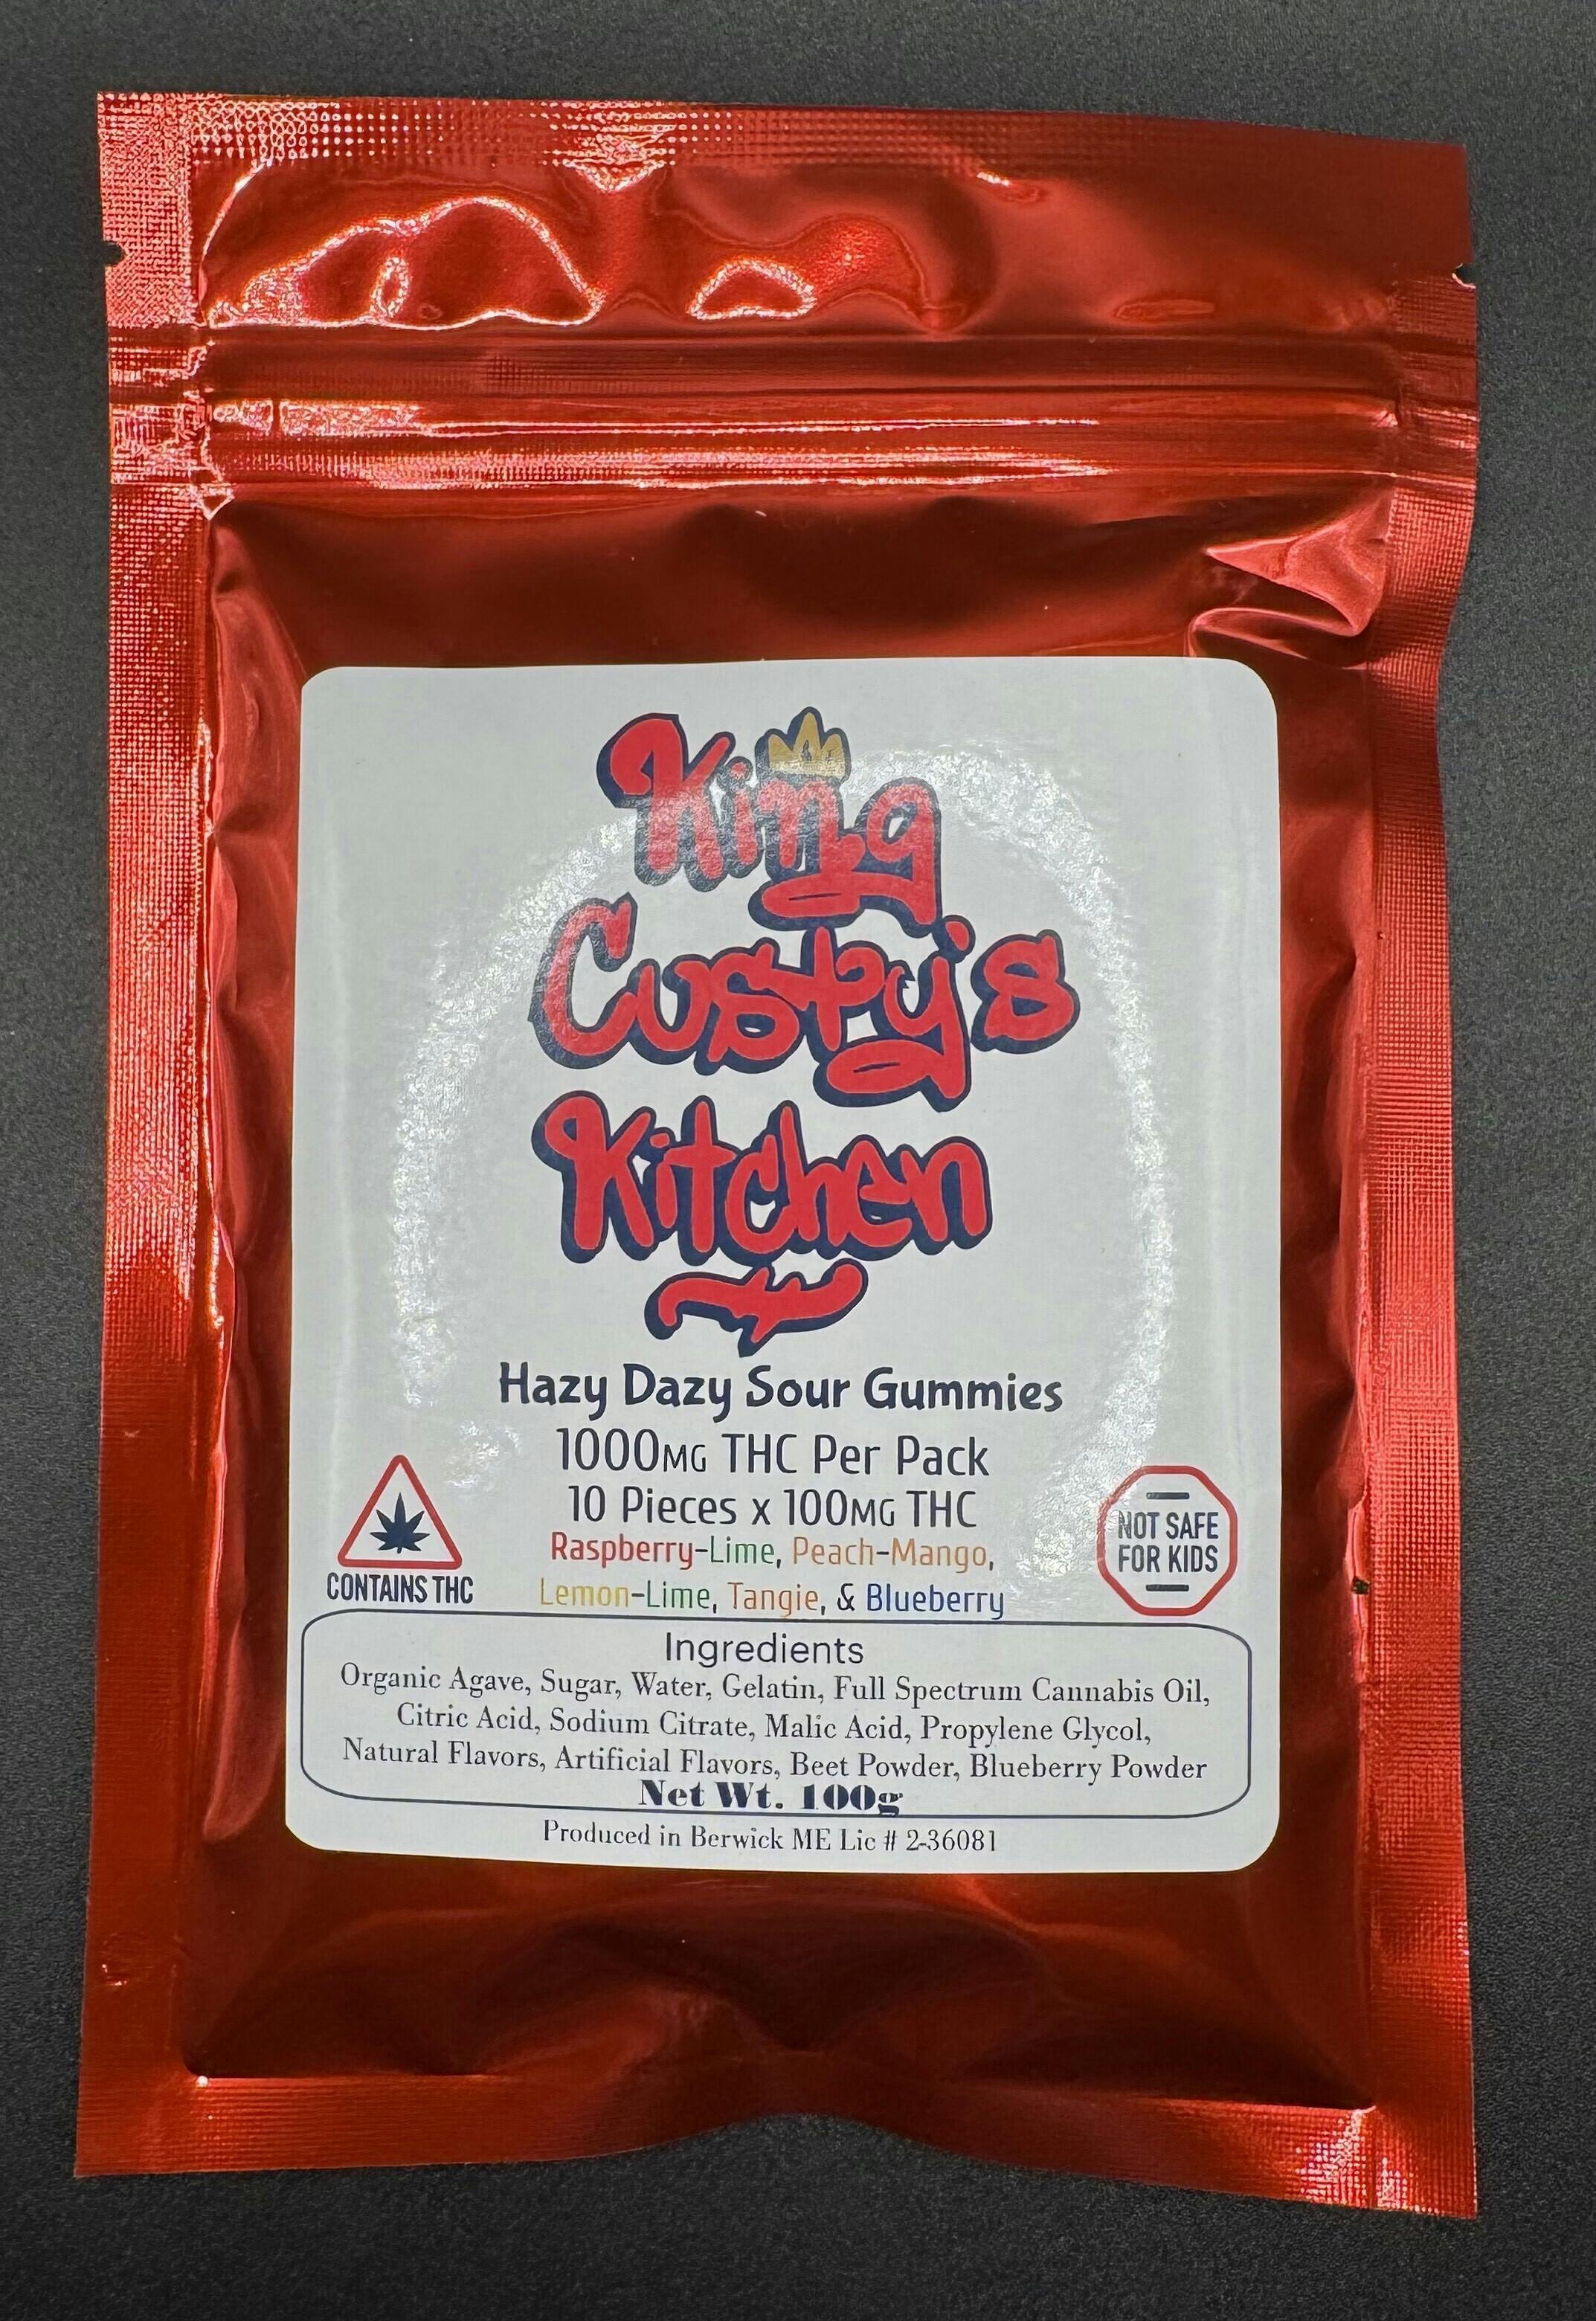 King
Custy's
Kitchen
Hazy Dazy Sour Gummies
1000MG THC Per Pack
10 Pieces x 100MG THC
Raspberry-Lime, Peach-Mango,
Lemon-Lime, Tangie, & Blueberry
CONTAINS THC
NOT SAFE
FOR KIDS
Ingredients
Organic Agave, Sugar, Water, Gelatin, Full Spectrum Cannabis Oil,
Citric Acid, Sodium Citrate, Malic Acid, Propylene Glycol,
Natural Flavors, Artificial Flavors, Beet Powder, Blueberry Powder
Net Wt. 100g
Produced in Berwick ME Lic # 2-36081